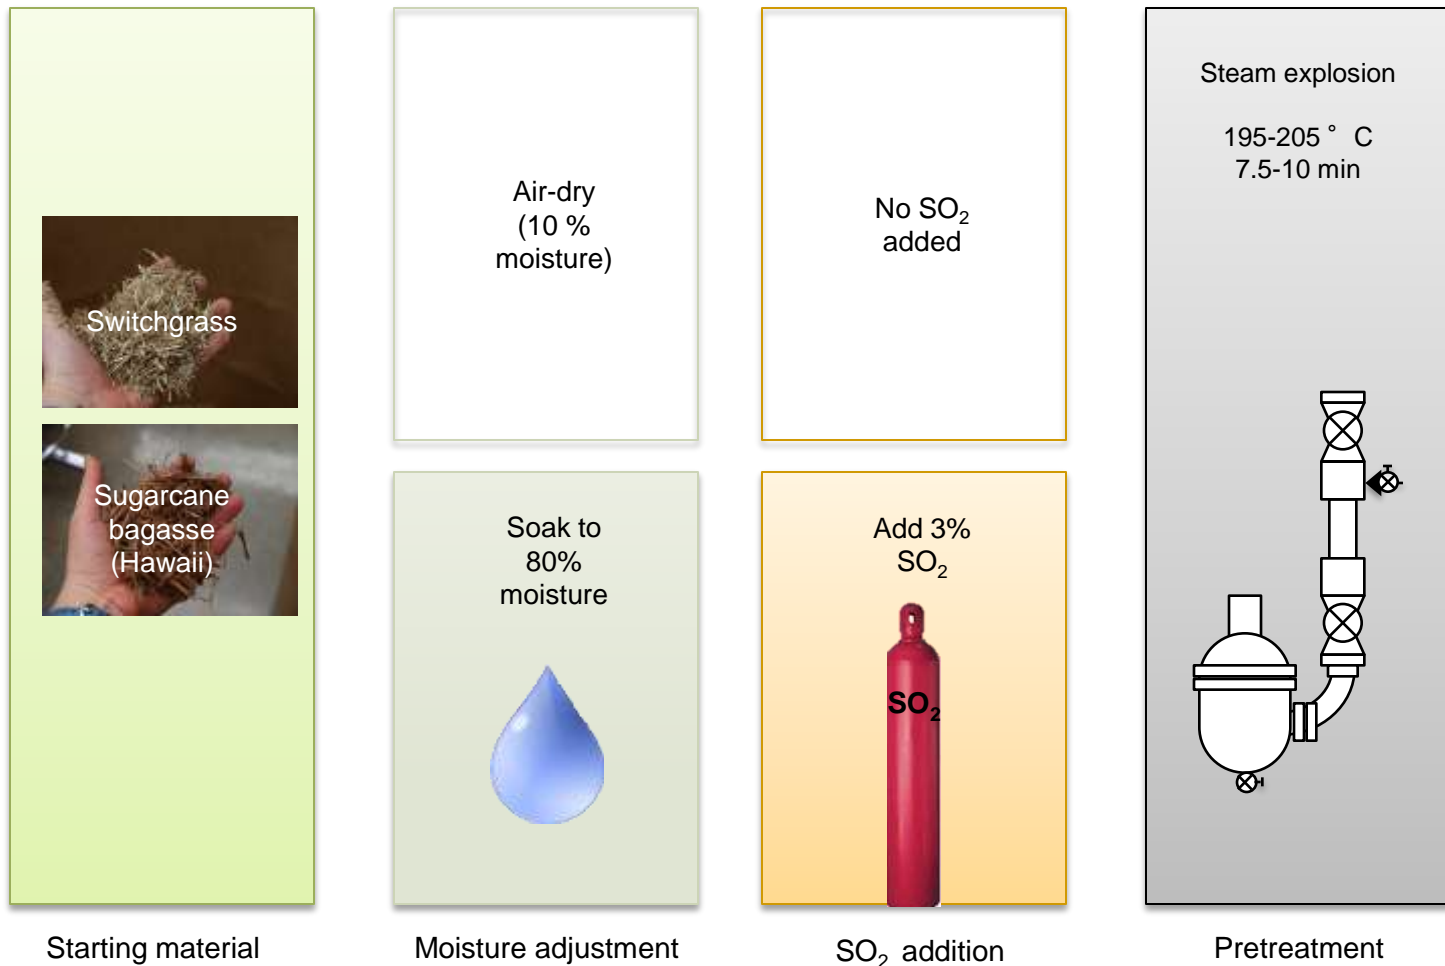 Switchgrass
Sugarcane
bagasse
(Hawaii)
Starting material
Air-dry
(10 %
moisture)
Soak to
80%
moisture
Moisture adjustment
No SO₂
added
Add 3%
SO₂
SO₂
SO₂ addition
Steam explosion
195-205 ° C
7.5-10 min
Pretreatment